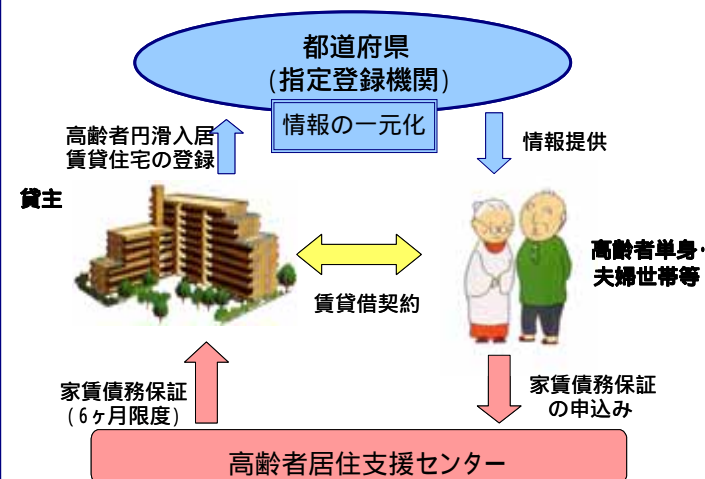 都道府県
(指定登録機関)
情報の一元化
高齢者円滑入居
賃貸住宅の登録
情報提供
貸主
高齢者単身・
夫婦世帯等
賃貸借契約
家賃債務保証
(6ヶ月限度)
家賃債務保証
の申込み
高齢者居住支援センター